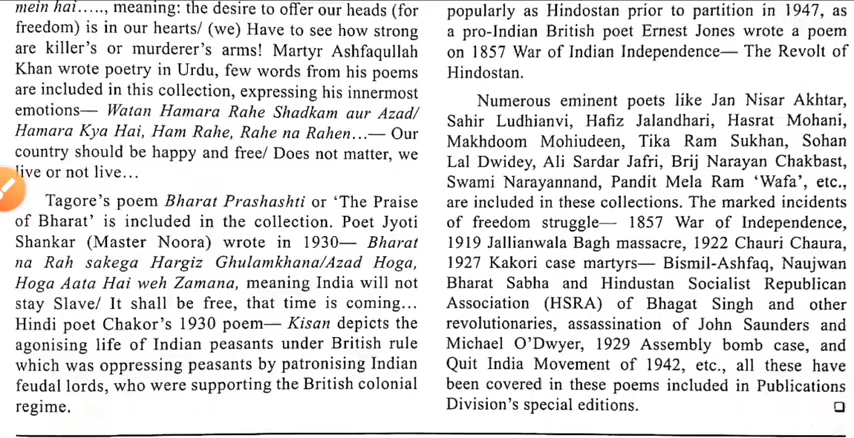 mein hai....., meaning: the desire to offer our heads (for
freedom) is in our hearts/ (we) Have to see how strong
are killer's or murderer's arms! Martyr Ashfaqullah
Khan wrote poetry in Urdu, few words from his poems
are included in this collection, expressing his innermost
emotions— Watan Hamara Rahe Shadkam aur Azad/
Hamara Kya Hai, Ham Rahe, Rahe na Rahen...— Our
country should be happy and free/ Does not matter, we
live or not live...
Tagore's poem Bharat Prashashti or 'The Praise
of Bharat' is included in the collection. Poet Jyoti
Shankar (Master Noora) wrote in 1930— Bharat
na Rah sakega Hargiz Ghulamkhana/Azad Hoga,
Hoga Aata Hai weh Zamana, meaning India will not
stay Slave/ It shall be free, that time is coming...
Hindi poet Chakor's 1930 poem— Kisan depicts the
agonising life of Indian peasants under British rule
which was oppressing peasants by patronising Indian
feudal lords, who were supporting the British colonial
regime.
popularly as Hindostan prior to partition in 1947, as
a pro-Indian British poet Ernest Jones wrote a poem
on 1857 War of Indian Independence— The Revolt of
Hindostan.
Numerous eminent poets like Jan Nisar Akhtar,
Sahir Ludhianvi, Hafiz Jalandhari, Hasrat Mohani,
Makhdoom Mohiudeen, Tika Ram Sukhan, Sohan
Lal Dwidey, Ali Sardar Jafri, Brij Narayan Chakbast,
Swami Narayannand, Pandit Mela Ram 'Wafa', etc.,
are included in these collections. The marked incidents
of freedom struggle— 1857 War of Independence,
1919 Jallianwala Bagh massacre, 1922 Chauri Chaura,
1927 Kakori case martyrs— Bismil-Ashfaq, Naujwan
Bharat Sabha and Hindustan Socialist Republican
Association (HSRA) of Bhagat Singh and other
revolutionaries, assassination of John Saunders and
Michael O'Dwyer, 1929 Assembly bomb case, and
Quit India Movement of 1942, etc., all these have
been covered in these poems included in Publications
Division's special editions.